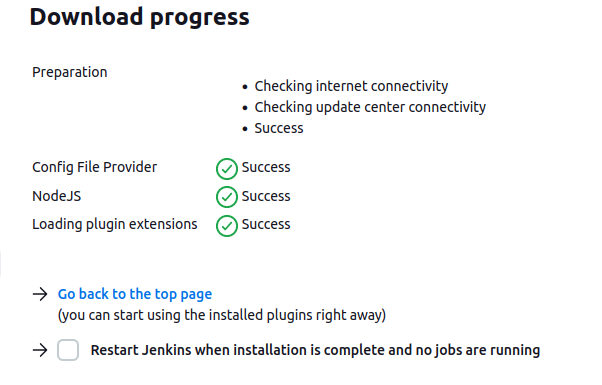 Download progress
Preparation
• Checking internet connectivity
• Checking update center connectivity
• Success
Config File Provider Success
NodeJS Success
Loading plugin extensions Success
→ Go back to the top page
(you can start using the installed plugins right away)
→ Restart Jenkins when installation is complete and no jobs are running